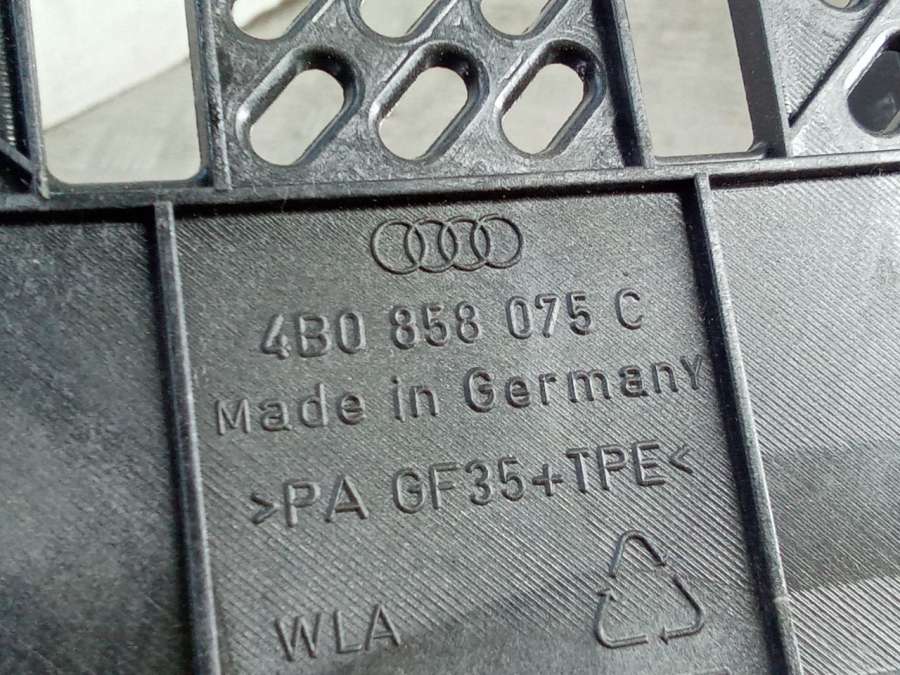 4B0 858 075 C
Made in Germany
>PA GF35+TPE<
WLA